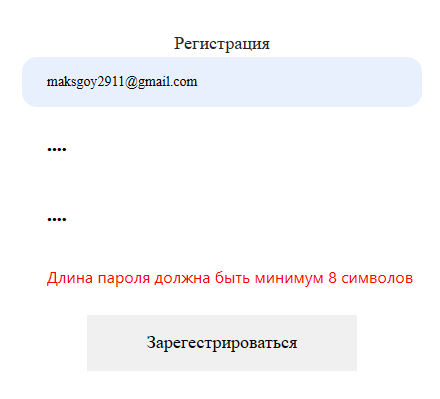 Регистрация
maksgoy2911@gmail.com
••••
••••
Длина пароля должна быть минимум 8 символов
Зарегестрироваться